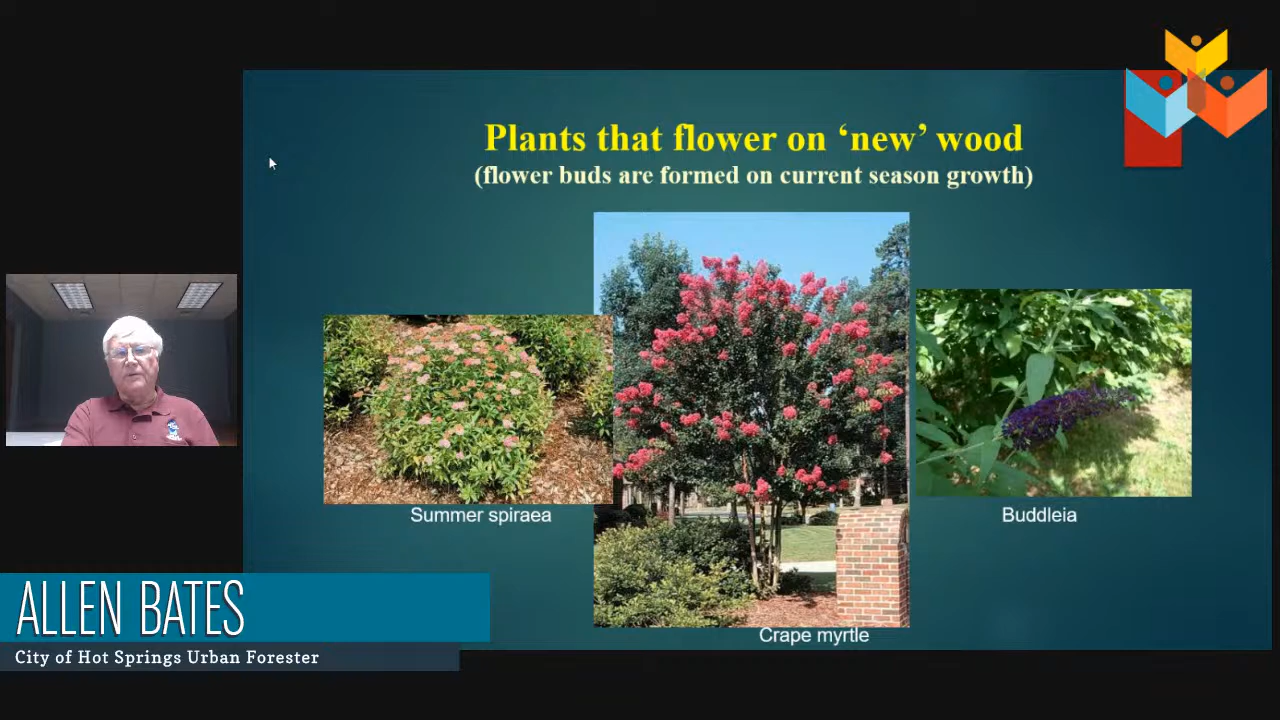 Plants that flower on ‘new’ wood
(flower buds are formed on current season growth)
Summer spiraea
Buddleia
Crape myrtle
ALLEN BATES
City of Hot Springs Urban Forester